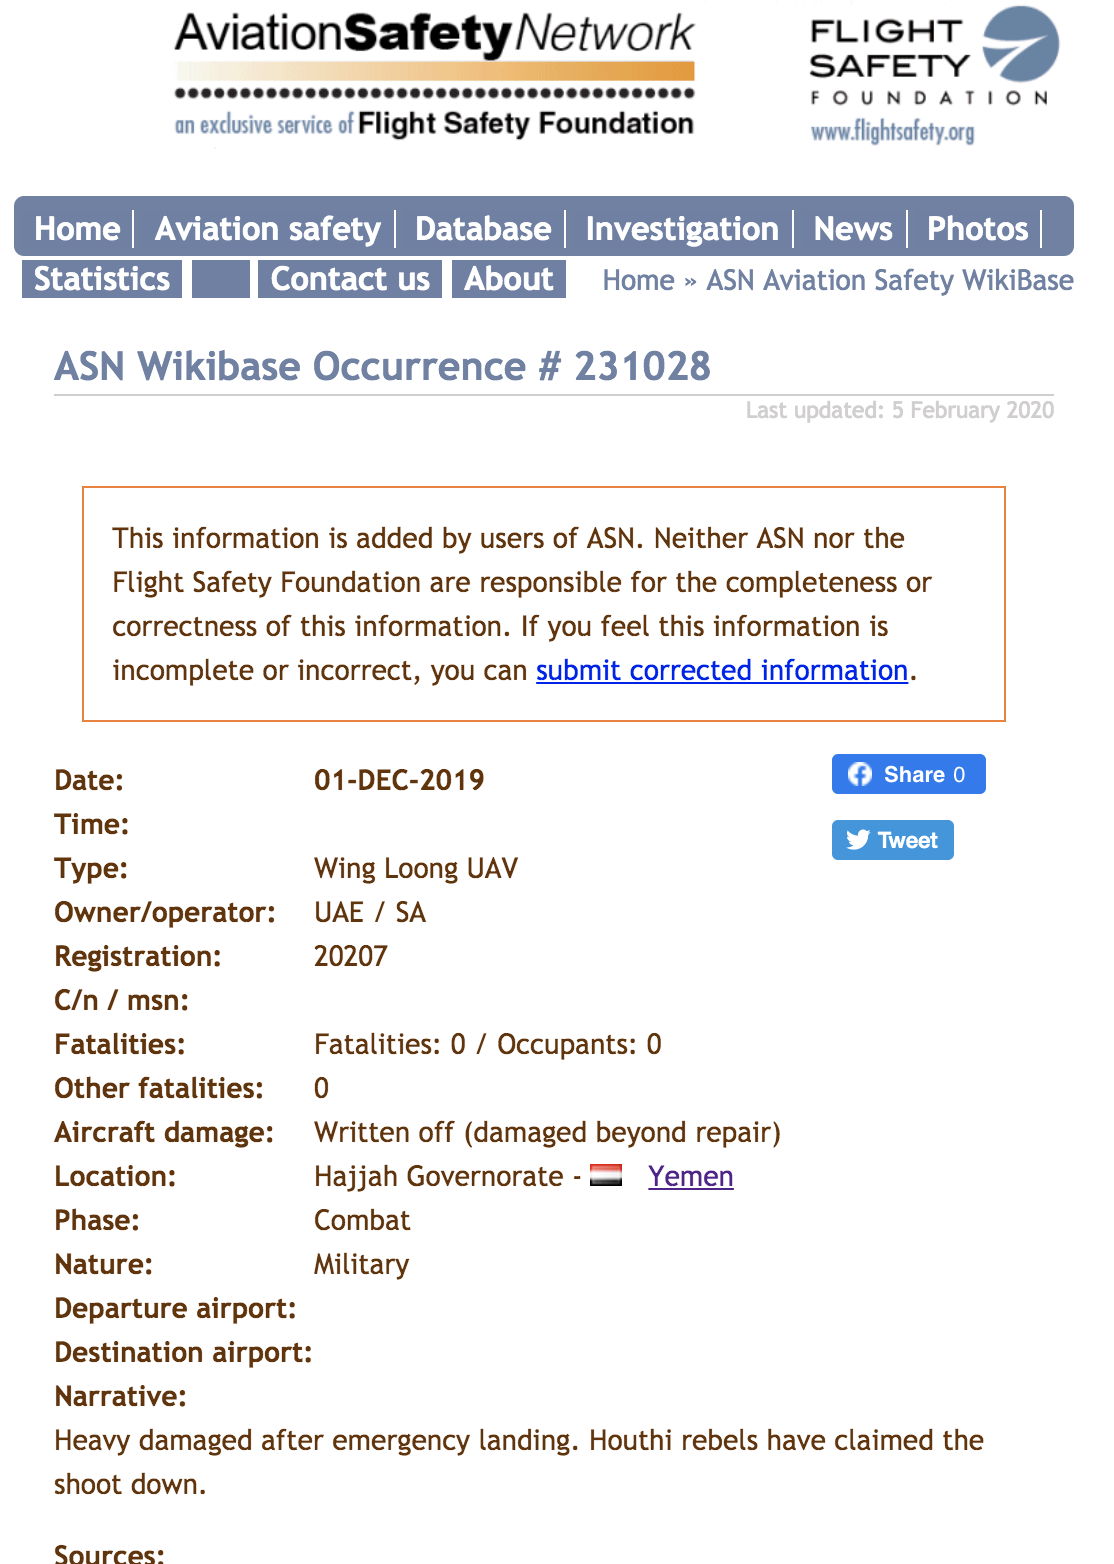 AviationSafetyNetwork
an exclusive service of Flight Safety Foundation
FLIGHT
SAFETY
FOUNDATION
www.flightsafety.org
Home Aviation safety Database Investigation News Photos
Statistics Contact us About Home » ASN Aviation Safety WikiBase
ASN Wikibase Occurrence # 231028
Last updated: 5 February 2020
This information is added by users of ASN. Neither ASN nor the
Flight Safety Foundation are responsible for the completeness or
correctness of this information. If you feel this information is
incomplete or incorrect, you can submit corrected information.
Date: 01-DEC-2019
Share 0
Time:
Tweet
Type: Wing Loong UAV
Owner/operator: UAE / SA
Registration: 20207
C/n / msn:
Fatalities: Fatalities: 0 / Occupants: 0
Other fatalities: 0
Aircraft damage: Written off (damaged beyond repair)
Location: Hajjah Governorate - Yemen
Phase: Combat
Nature: Military
Departure airport:
Destination airport:
Narrative:
Heavy damaged after emergency landing. Houthi rebels have claimed the
shoot down.
Sources: